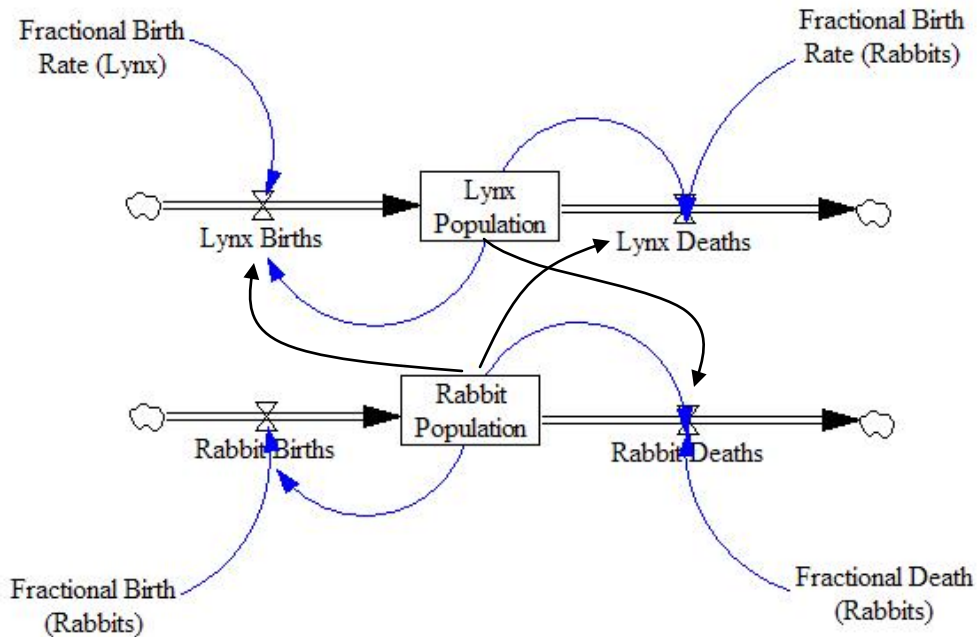 Fractional Birth
Rate (Lynx)
Fractional Birth
Rate (Rabbits)
Lynx
Population
Lynx Births
Lynx Deaths
Rabbit
Population
Rabbit Births
Rabbit Deaths
Fractional Birth
(Rabbits)
Fractional Death
(Rabbits)